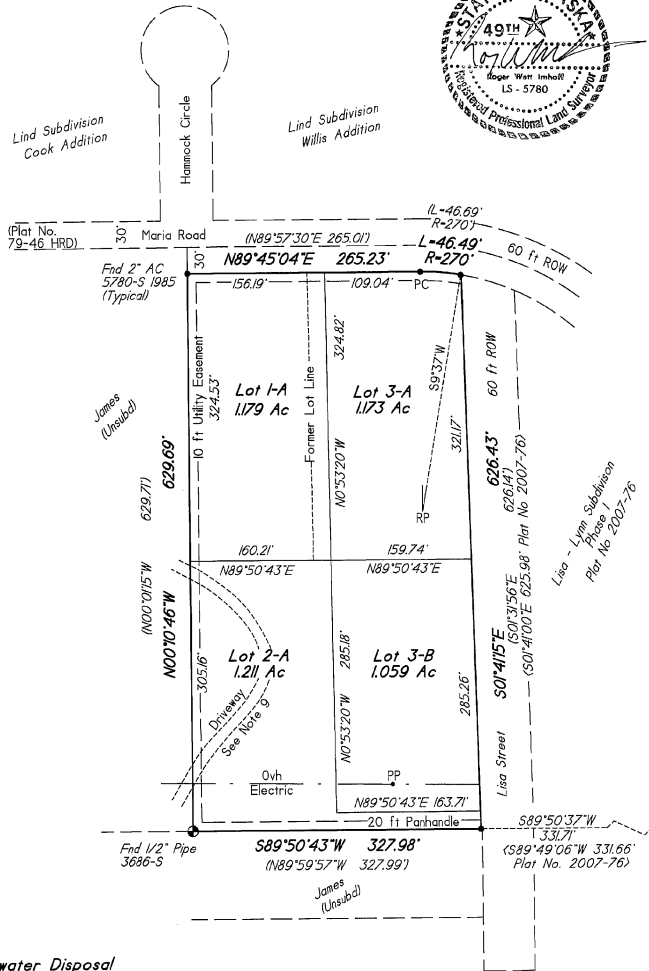 STA
SKA
49TH
Roger Watt Imhoff
LS - 5780
Registered Professional Land Surveyor
Lind Subdivision
Cook Addition
Hammock Circle
Lind Subdivision
Willis Addition
(Plat No.
79-46 HRD)
30'
Maria Road
(N89°57'30"E 265.01')
(L=46.69'
R=270')
L=46.49'
R=270'
60 ft ROW
Fnd 2" AC
5780-S 1985
(Typical)
30'
N89°45'04"E 265.23'
156.19'
109.04'
PC
James
(Unsubd)
10 ft Utility Easement
324.53'
Lot 1-A
1.179 Ac
Former Lot Line
324.82'
N0°53'20"W
Lot 3-A
1.173 Ac
S9°37'W
RP
321.17'
60 ft ROW
626.43'
626.14')
S01°41'15"E
(S01°31'56"E
<S01°41'00"E 625.98' Plat No 2007-76>
Lisa - Lynn Subdivison
Phase 1
Plat No 2007-76
629.69'
629.71')
N00°10'46"W
(N00°01'15"W
160.21'
N89°50'43"E
159.74'
N89°50'43"E
305.16'
Lot 2-A
1.211 Ac
Driveway
See Note 9
285.18'
N0°53'20"W
Lot 3-B
1.059 Ac
285.26'
Lisa Street
Ovh
Electric
PP
N89°50'43"E 163.71'
20 ft Panhandle
Fnd 1/2" Pipe
3686-S
S89°50'43"W 327.98'
(N89°59'57"W 327.99')
S89°50'37"W
331.71'
<S89°49'06"W 331.66'
Plat No. 2007-76>
James
(Unsubd)
water Disposal